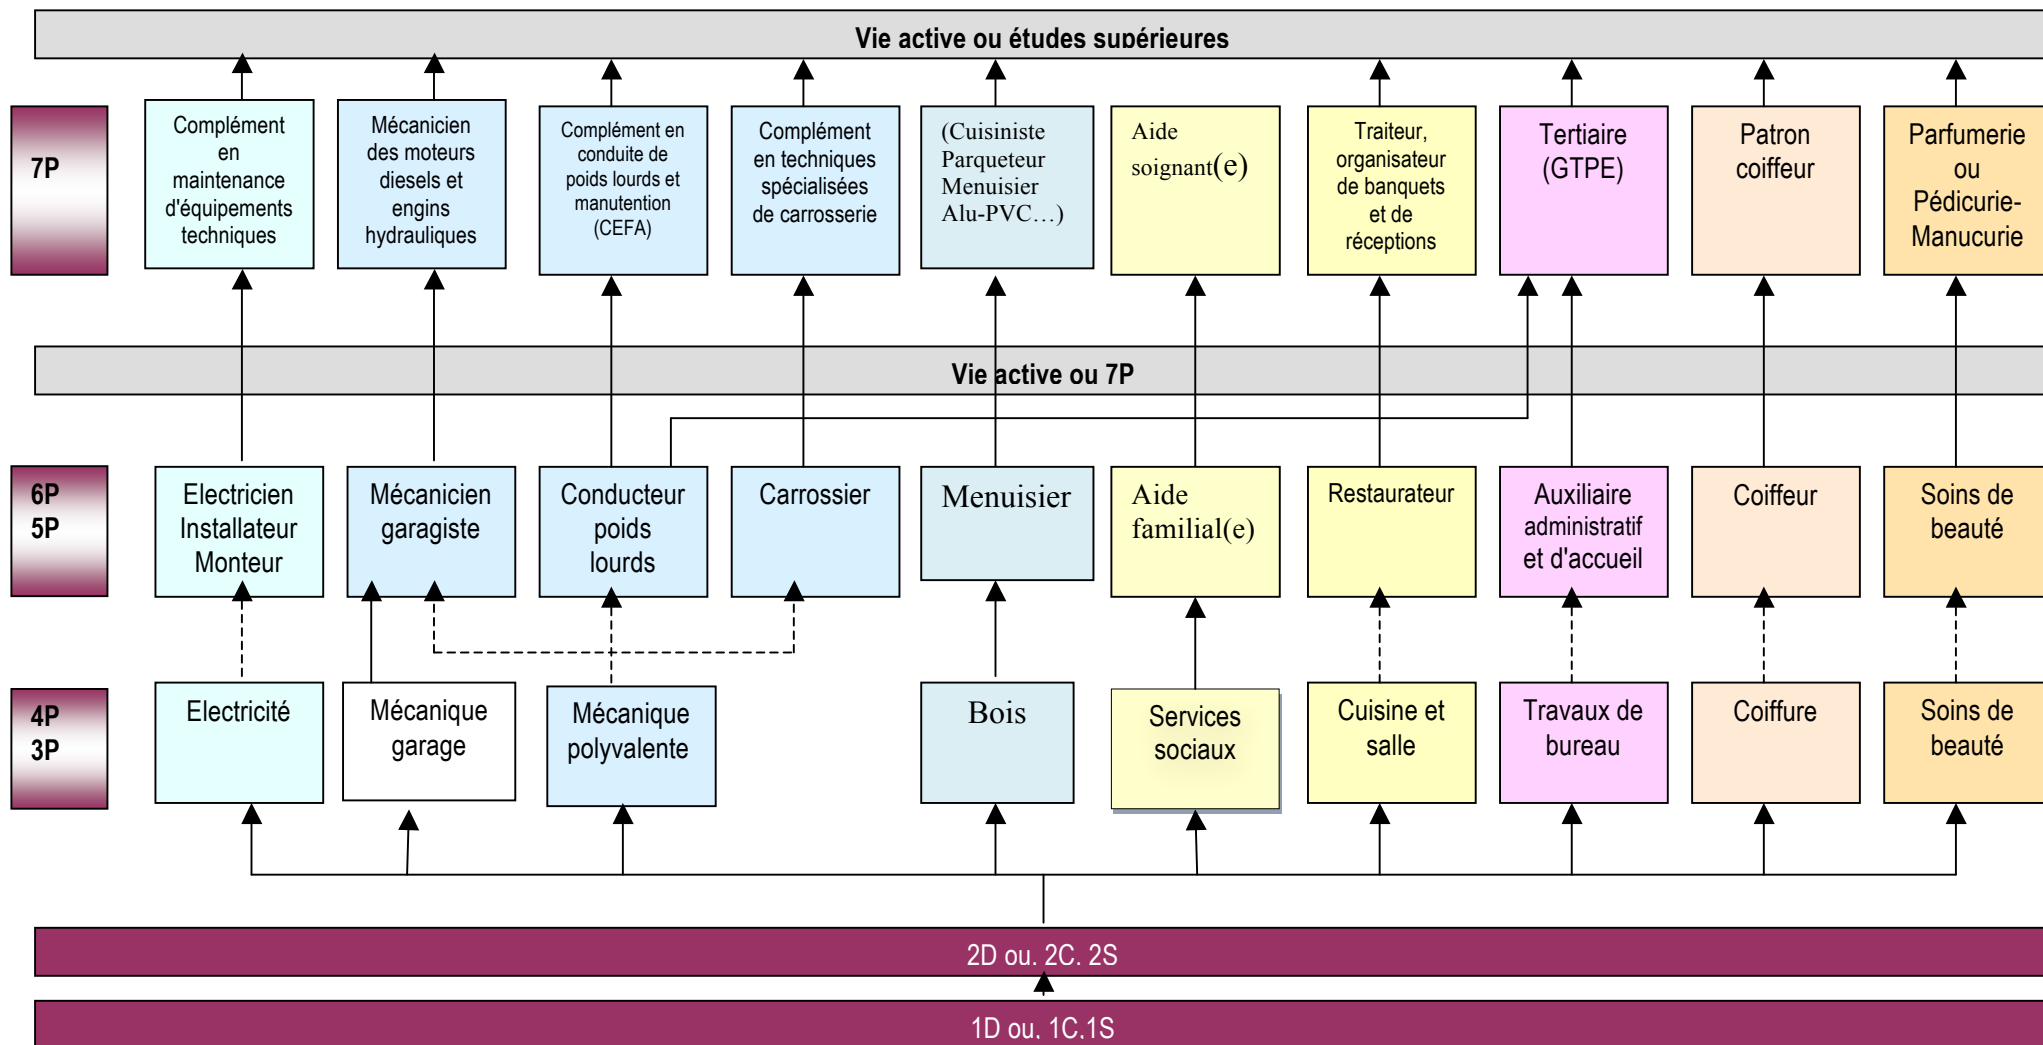 Vie active ou études supérieures
7P
Complément
en
maintenance
d'équipements
techniques
Mécanicien
des moteurs
diesels et
engins
hydrauliques
Complément en
conduite de
poids lourds et
manutention
(CEFA)
Complément
en techniques
spécialisées
de carrosserie
(Cuisiniste
Parqueteur
Menuisier
Alu-PVC…)
Aide
soignant(e)
Traiteur,
organisateur
de banquets
et de
réceptions
Tertiaire
(GTPE)
Patron
coiffeur
Parfumerie
ou
Pédicurie-
Manucurie
Vie active ou 7P
6P
5P
Electricien
Installateur
Monteur
Mécanicien
garagiste
Conducteur
poids
lourds
Carrossier
Menuisier
Aide
familial(e)
Restaurateur
Auxiliaire
administratif
et d'accueil
Coiffeur
Soins de
beauté
4P
3P
Electricité
Mécanique
garage
Mécanique
polyvalente
Bois
Services
sociaux
Cuisine et
salle
Travaux de
bureau
Coiffure
Soins de
beauté
2D ou. 2C. 2S
1D ou, 1C,1S